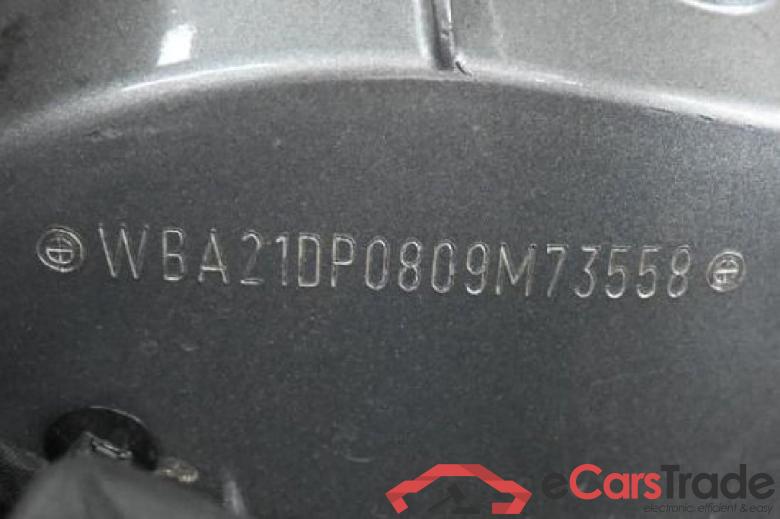 WBA21DP0809M73558
eCarsTrade
electronic, efficient & easy